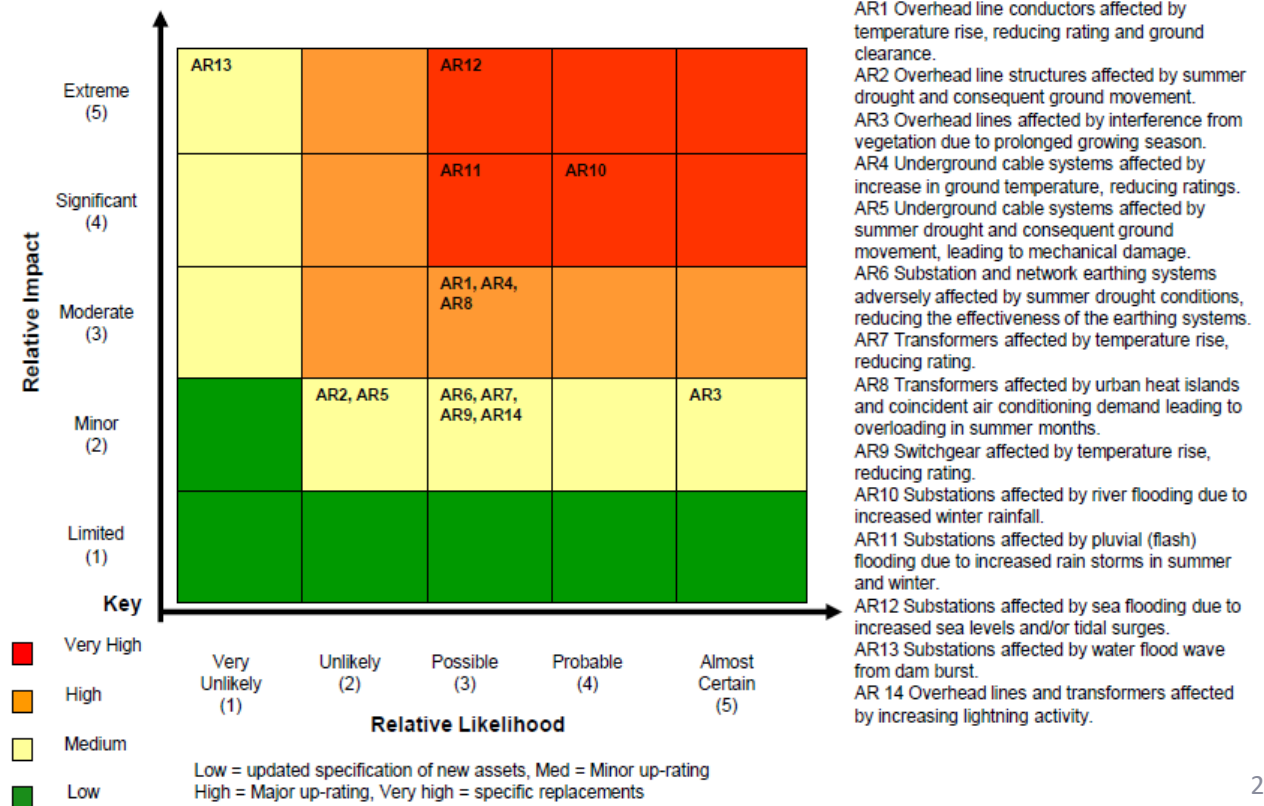 AR13
AR12
Extreme
(5)
AR11
AR10
Significant
(4)
AR1, AR4,
AR8
Moderate
(3)
AR2, AR5
AR6, AR7,
AR9, AR14
AR3
Minor
(2)
Limited
(1)
Relative Impact
Key
Very High
High
Medium
Low
Very
Unlikely
(1)
Unlikely
(2)
Possible
(3)
Probable
(4)
Almost
Certain
(5)
Relative Likelihood
Low = updated specification of new assets, Med = Minor up-rating
High = Major up-rating, Very high = specific replacements
AR1 Overhead line conductors affected by
temperature rise, reducing rating and ground
clearance.
AR2 Overhead line structures affected by summer
drought and consequent ground movement.
AR3 Overhead lines affected by interference from
vegetation due to prolonged growing season.
AR4 Underground cable systems affected by
increase in ground temperature, reducing ratings.
AR5 Underground cable systems affected by
summer drought and consequent ground
movement, leading to mechanical damage.
AR6 Substation and network earthing systems
adversely affected by summer drought conditions,
reducing the effectiveness of the earthing systems.
AR7 Transformers affected by temperature rise,
reducing rating.
AR8 Transformers affected by urban heat islands
and coincident air conditioning demand leading to
overloading in summer months.
AR9 Switchgear affected by temperature rise,
reducing rating.
AR10 Substations affected by river flooding due to
increased winter rainfall.
AR11 Substations affected by pluvial (flash)
flooding due to increased rain storms in summer
and winter.
AR12 Substations affected by sea flooding due to
increased sea levels and/or tidal surges.
AR13 Substations affected by water flood wave
from dam burst.
AR 14 Overhead lines and transformers affected
by increasing lightning activity.
2